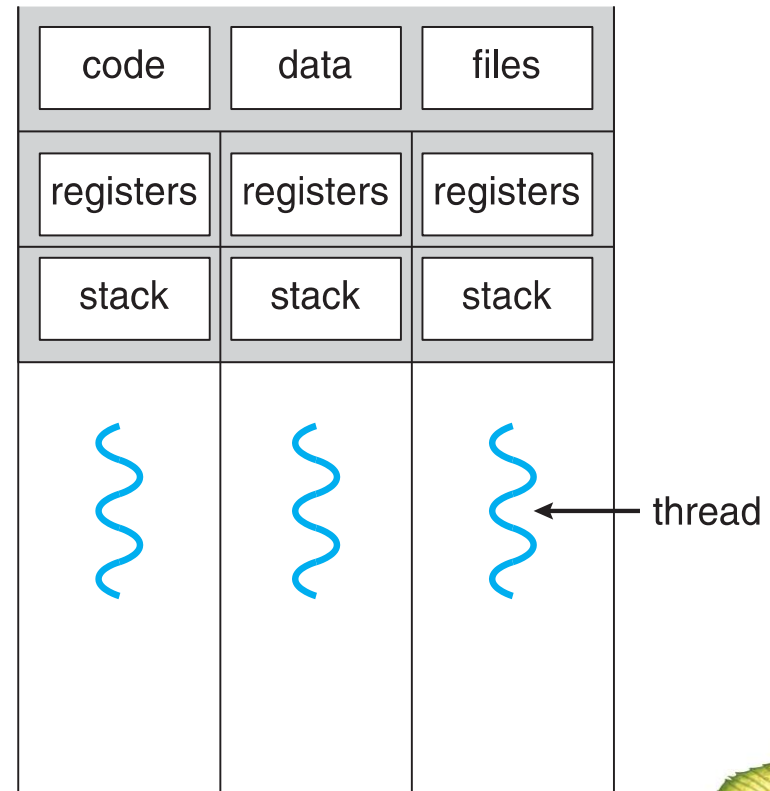 code data files
registers registers registers
stack stack stack
thread